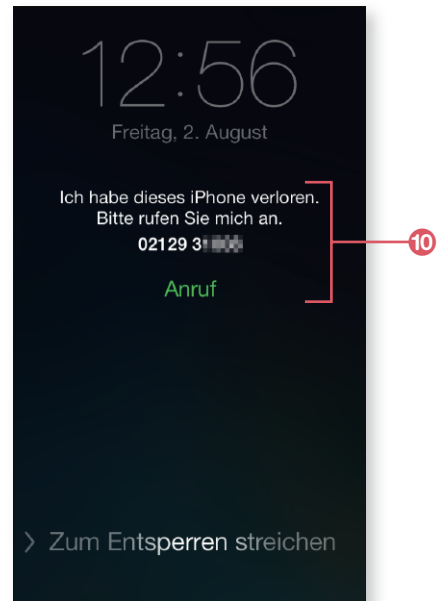 12:56
Freitag, 2. August
Ich habe dieses iPhone verloren.
Bitte rufen Sie mich an.
02129 3
10
Anruf
> Zum Entsperren streichen